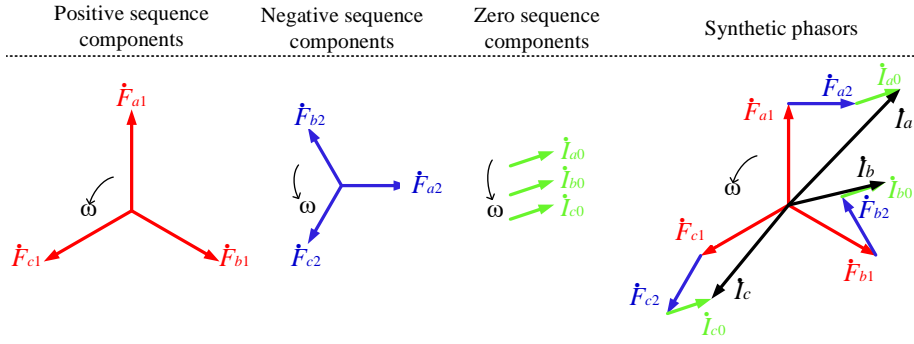 Positive sequence components
Negative sequence components
Zero sequence components
Synthetic phasors
Ḟa1
ω
Ḟc1
Ḟb1
Ḟb2
ω
Ḟa2
Ḟc2
İa0
İb0
ω
İc0
İa0
Ḟa2
Ḟa1
İa
ω
İb
İb0
Ḟb2
Ḟc1
Ḟb1
Ḟc2
İc
İc0